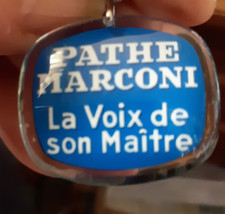 PATHE
MARCONI
La Voix de
son Maître